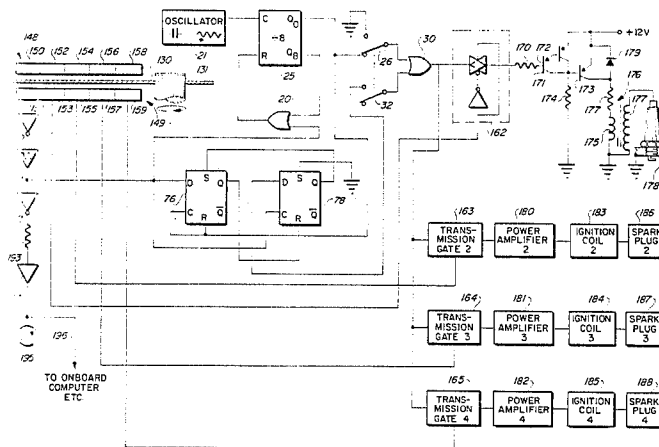 148
150 152 154 156 158
130
131
OSCILLATOR
21
C Q0
÷8
R Q8
25
26
32
30
20
153 155 157 159
149
D S Q
C Q̅
R
76
D S Q
C Q̅
R
78
162
170 172
171
174
173
+12V
179
176
177
177
175
178
193
195
196
TO ONBOARD
COMPUTER
ETC
163
TRANS-
MISSION
GATE 2
180
POWER
AMPLIFIER
2
183
IGNITION
COIL
2
186
SPARK
PLUG
2
164
TRANS-
MISSION
GATE 3
181
POWER
AMPLIFIER
3
184
IGNITION
COIL
3
187
SPARK
PLUG
3
165
TRANS-
MISSION
GATE 4
182
POWER
AMPLIFIER
4
185
IGNITION
COIL
4
188
SPARK
PLUG
4